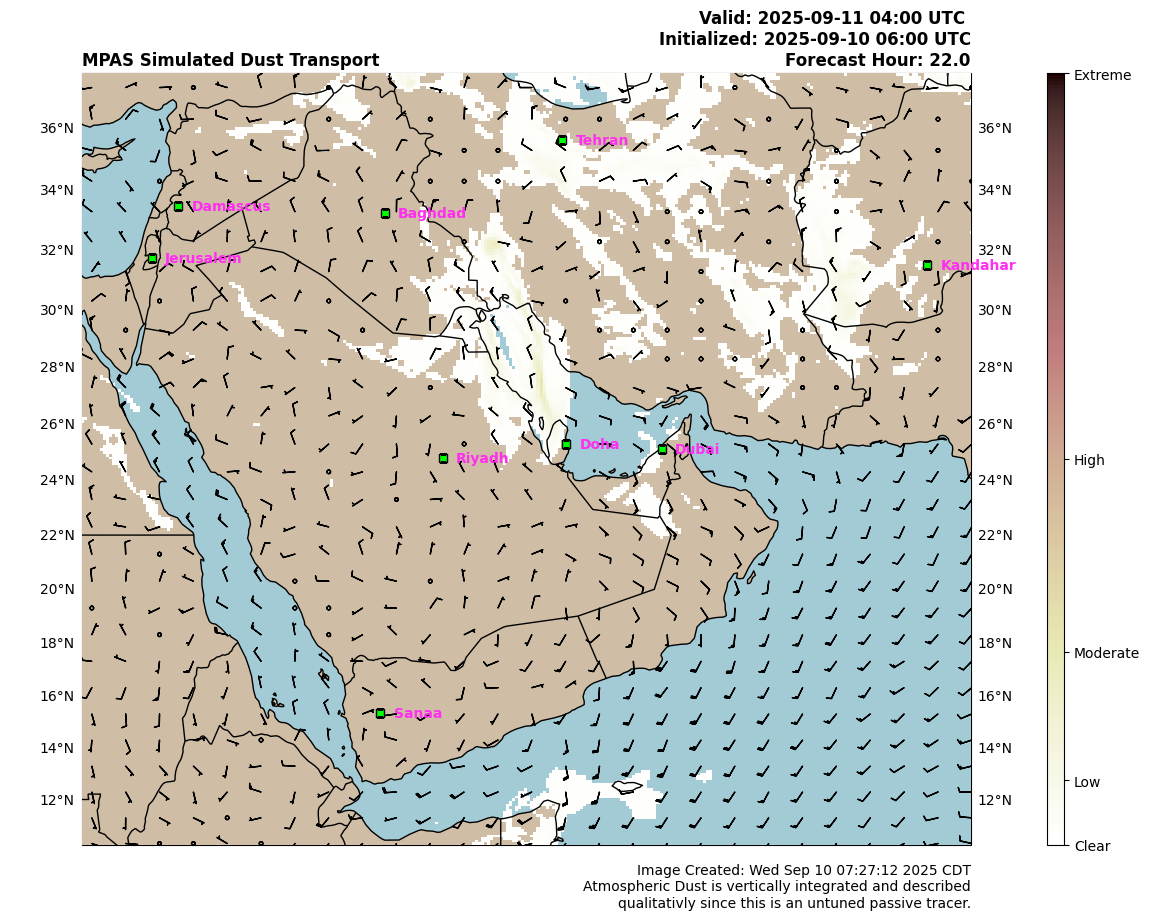 Valid: 2025-09-11 04:00 UTC
Initialized: 2025-09-10 06:00 UTC
MPAS Simulated Dust Transport
Forecast Hour: 22.0
Extreme
36°N
36°N
Tehran
34°N
34°N
Damascus
Baghdad
32°N
32°N
Jerusalem
Kandahar
30°N
30°N
28°N
28°N
26°N
26°N
Doha
Dubai
Riyadh
High
24°N
24°N
22°N
22°N
20°N
20°N
18°N
18°N
Moderate
16°N
16°N
Sanaa
14°N
14°N
Low
12°N
12°N
Clear
Image Created: Wed Sep 10 07:27:12 2025 CDT
Atmospheric Dust is vertically integrated and described
qualitativly since this is an untuned passive tracer.